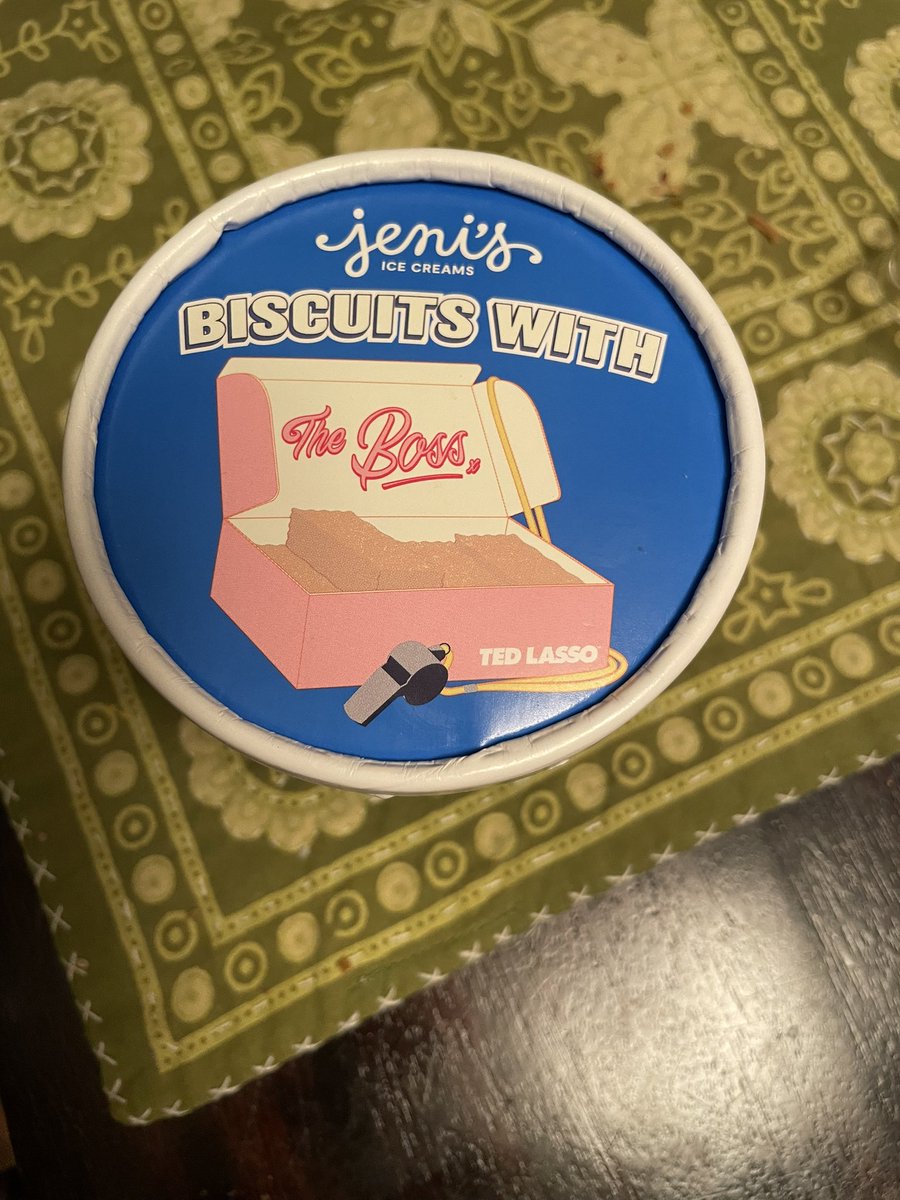 jeni's
ICE CREAMS
BISCUITS WITH
The Boss x
TED LASSO